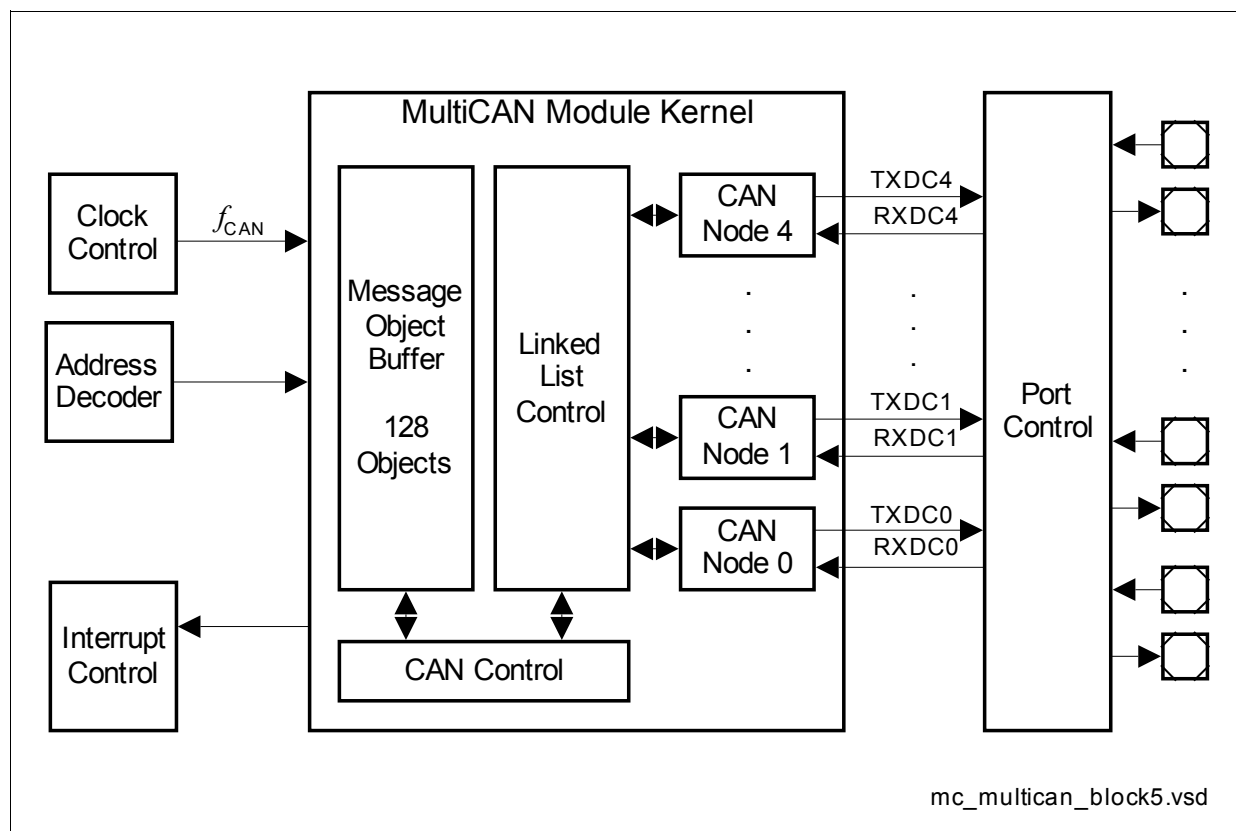 MultiCAN Module Kernel
Clock
Control
fCAN
Address
Decoder
Interrupt
Control
Message
Object
Buffer
128
Objects
Linked
List
Control
CAN Control
CAN
Node 4
CAN
Node 1
CAN
Node 0
TXDC4
RXDC4
TXDC1
RXDC1
TXDC0
RXDC0
Port
Control
mc_multican_block5.vsd